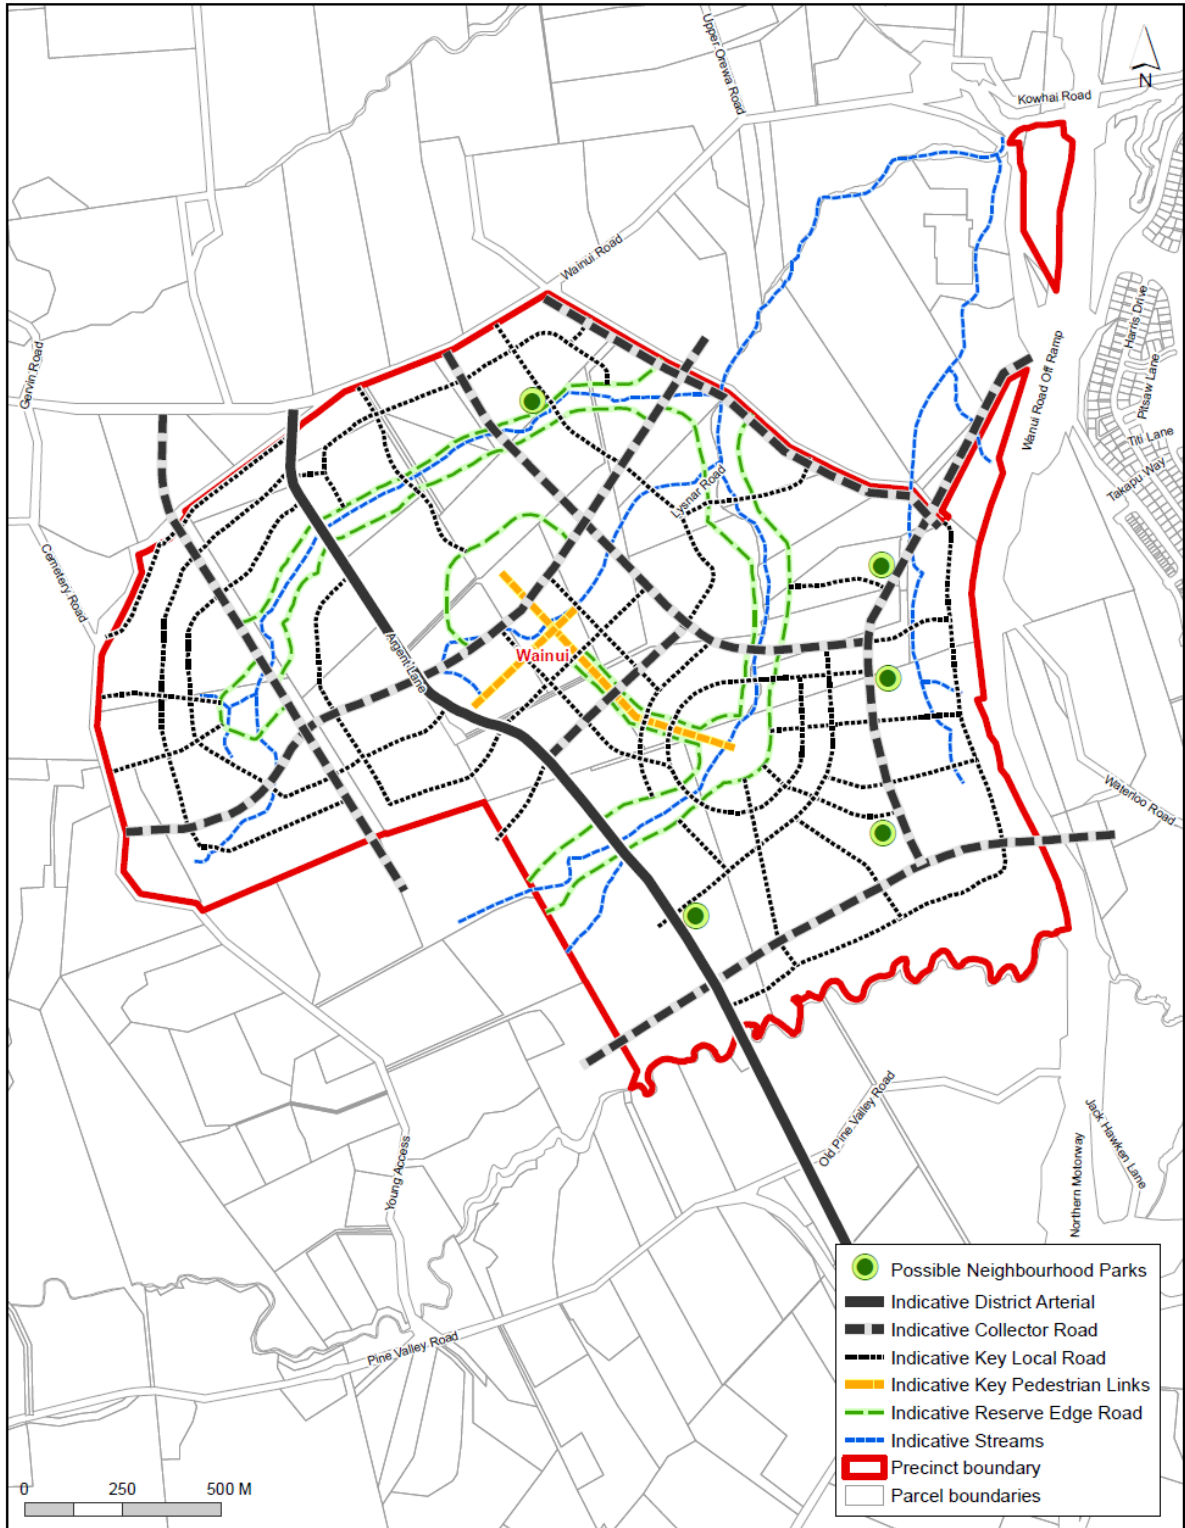 Upper Orewa Road
N
Kowhai Road
Wainui Road
Gervin Road
Harris Drive
Pitsaw Lane
Wanui Road Off Ramp
Titi Lane
Takapu Way
Lysnar Road
Cemetery Road
Argent Lane
Wainui
Waterloo Road
Old Pine Valley Road
Jack Hawken Lane
Young Access
Northern Motorway
Pine Valley Road
Possible Neighbourhood Parks
Indicative District Arterial
Indicative Collector Road
Indicative Key Local Road
Indicative Key Pedestrian Links
Indicative Reserve Edge Road
Indicative Streams
Precinct boundary
Parcel boundaries
0 250 500 M